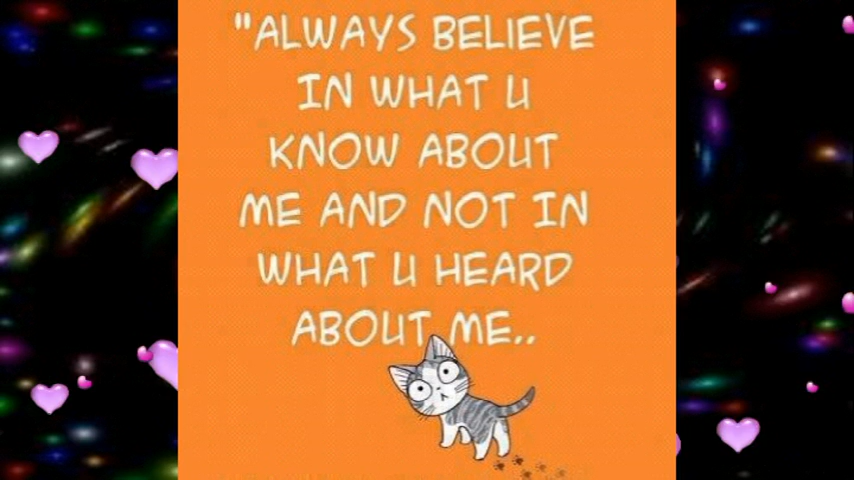 "ALWAYS BELIEVE
IN WHAT U
KNOW ABOUT
ME AND NOT IN
WHAT U HEARD
ABOUT ME..